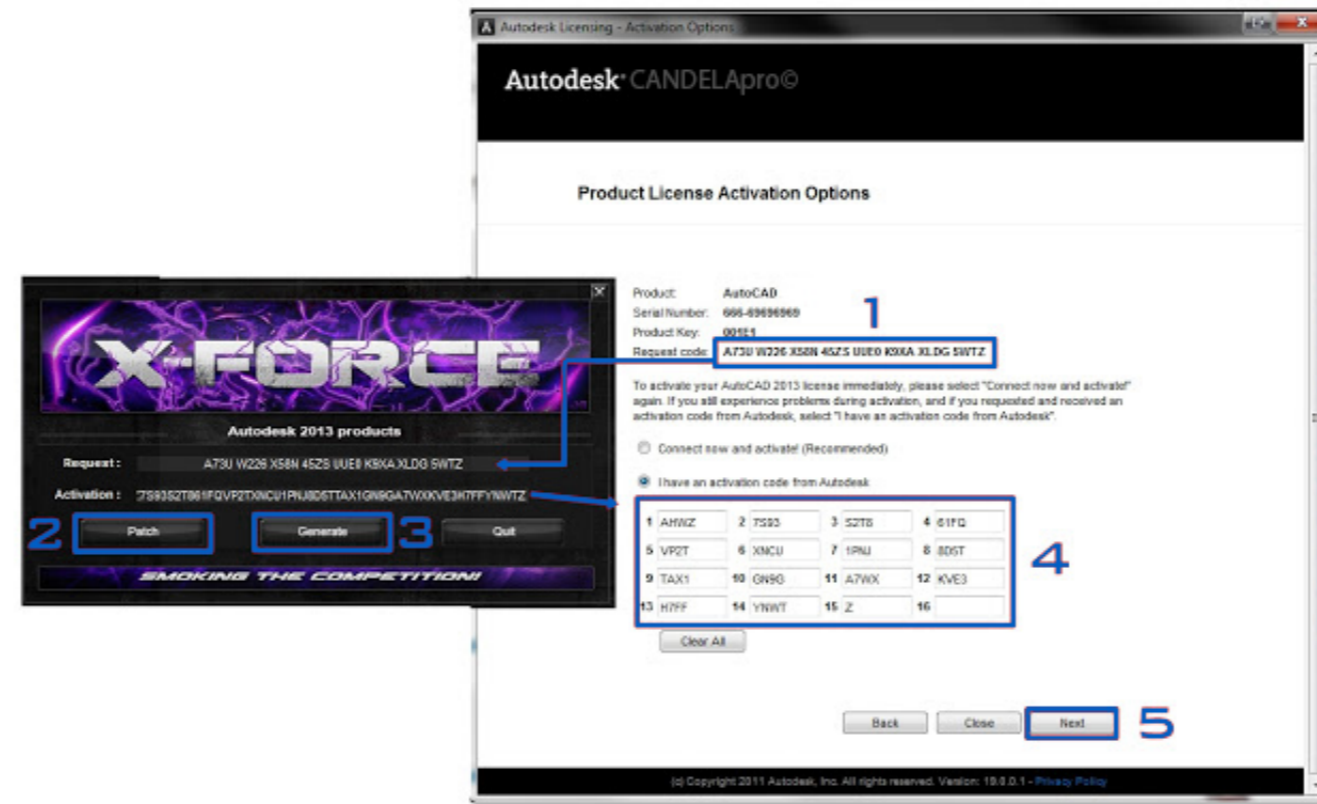 Autodesk Licensing - Activation Options
Autodesk® CANDELApro©
Product License Activation Options
Product: AutoCAD
Serial Number: 666-69696969
Product Key: 001E1
Request code: A73U W226 X58N 45ZS UUE0 K9XA XLDG SWTZ
1
To activate your AutoCAD 2013 license immediately, please select "Connect now and activate!"
again. If you still experience problems during activation, and if you requested and received an
activation code from Autodesk, select "I have an activation code from Autodesk".
Connect now and activate! (Recommended)
I have an activation code from Autodesk
1 AHWZ 2 7S93 3 S2T8 4 61FQ
5 VP2T 6 XNCU 7 1PNJ 8 8D5T
9 TAX1 10 GN9G 11 A7WX 12 KVE3
13 H7FF 14 YNWT 15 Z 16
4
Clear All
Back Close Next
5
(c) Copyright 2011 Autodesk, Inc. All rights reserved. Version: 19.0.0.1 - Privacy Policy
X-FORCE
Autodesk 2013 products
Request : A73U W226 X58N 45ZS UUE0 K9XA XLDG SWTZ
Activation : 7S93S2T861FQVP2TXNCU1PNJ8D5TTAX1GN9GA7WXKVE3H7FFYNWTZ
2 Patch Generate 3 Quit
SMOKING THE COMPETITION!